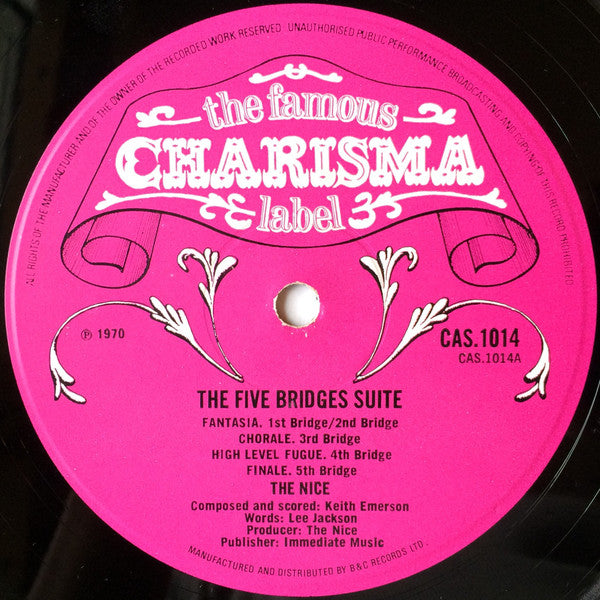 ALL RIGHTS OF THE MANUFACTURER AND OF THE OWNER OF THE RECORDED WORK RESERVED · UNAUTHORISED PUBLIC PERFORMANCE BROADCASTING AND COPYING OF THIS RECORD PROHIBITED
the famous
CHARISMA
label
℗ 1970
CAS.1014
CAS.1014A
THE FIVE BRIDGES SUITE
FANTASIA. 1st Bridge/2nd Bridge
CHORALE. 3rd Bridge
HIGH LEVEL FUGUE. 4th Bridge
FINALE. 5th Bridge
THE NICE
Composed and scored: Keith Emerson
Words: Lee Jackson
Producer: The Nice
Publisher: Immediate Music
MANUFACTURED AND DISTRIBUTED BY B&C RECORDS LTD.